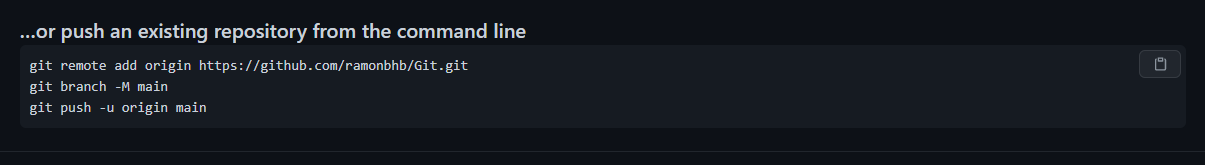 ...or push an existing repository from the command line
git remote add origin https://github.com/ramonbhb/Git.git
git branch -M main
git push -u origin main